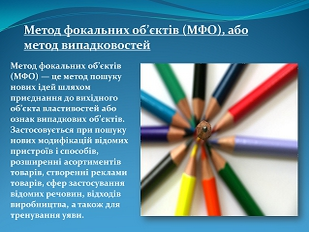 Метод фокальних об'єктів (МФО), або
метод випадковостей
Метод фокальних об'єктів
(МФО) — це метод пошуку
нових ідей шляхом
приєднання до вихідного
об'єкта властивостей або
ознак випадкових об'єктів.
Застосовується при пошуку
нових модифікацій відомих
пристроїв і способів,
розширенні асортиментів
товарів, створенні реклами
товарів, сфер застосування
відомих речовин, відходів
виробництва, а також для
тренування уяви.